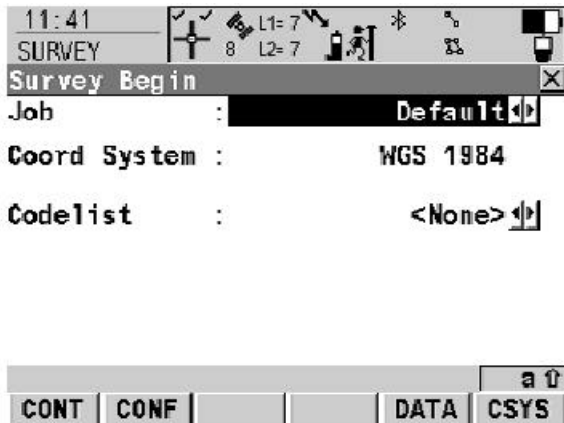 11:41
SURVEY
8 L1= 7
L2= 7
Survey Begin
Job : Default
Coord System : WGS 1984
Codelist : <None>
a
CONT CONF DATA CSYS